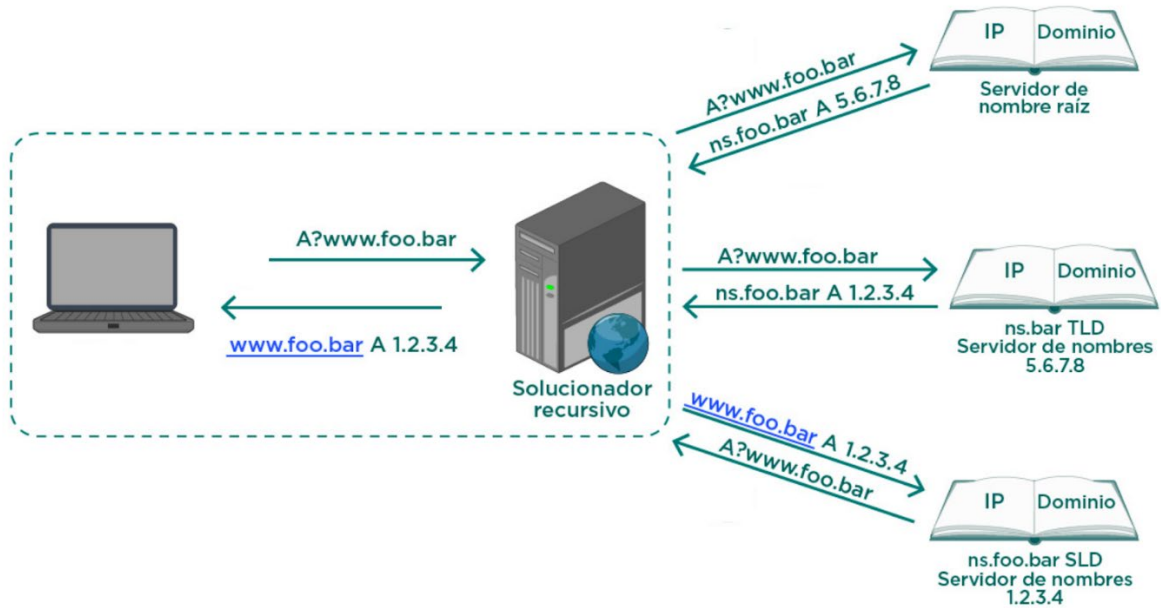 A?www.foo.bar
www.foo.bar A 1.2.3.4
Solucionador
recursivo
A?www.foo.bar
ns.foo.bar A 5.6.7.8
IP Dominio
Servidor de
nombre raíz
A?www.foo.bar
ns.foo.bar A 1.2.3.4
IP Dominio
ns.bar TLD
Servidor de nombres
5.6.7.8
www.foo.bar A 1.2.3.4
A?www.foo.bar
IP Dominio
ns.foo.bar SLD
Servidor de nombres
1.2.3.4